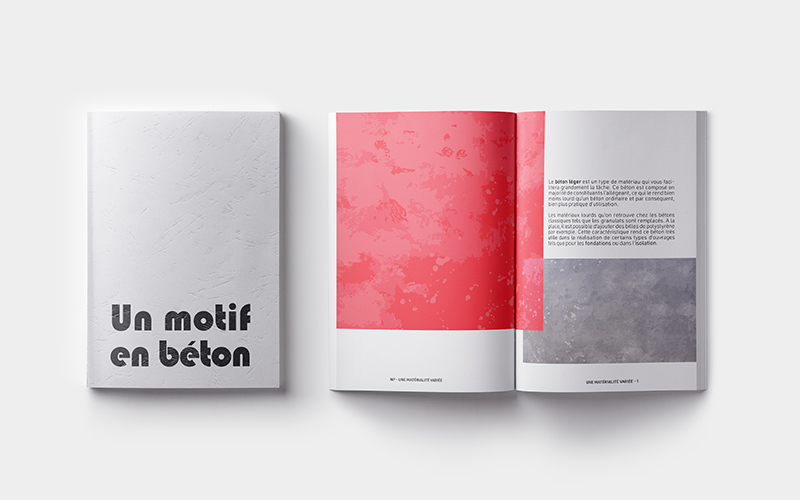 Un motif
en béton
Le béton léger est un type de matériau qui vous faci-
litera grandement la tâche. Ce béton est composé en
majorité de constituants l'allégeant, ce qui le rend bien
moins lourd qu'un béton ordinaire et par conséquent,
bien plus pratique d'utilisation.
Les matériaux lourds qu'on retrouve chez les bétons
classiques tels que les granulats sont remplacés. À la
place, il est possible d'ajouter des billes de polystyrène
par exemple. Cette caractéristique rend ce béton très
utile dans la réalisation de certains types d'ouvrages
tels que pour les fondations ou dans l'isolation.
UNE MATÉRIALITÉ VARIÉE
UNE MATÉRIALITÉ VARIÉE - 1